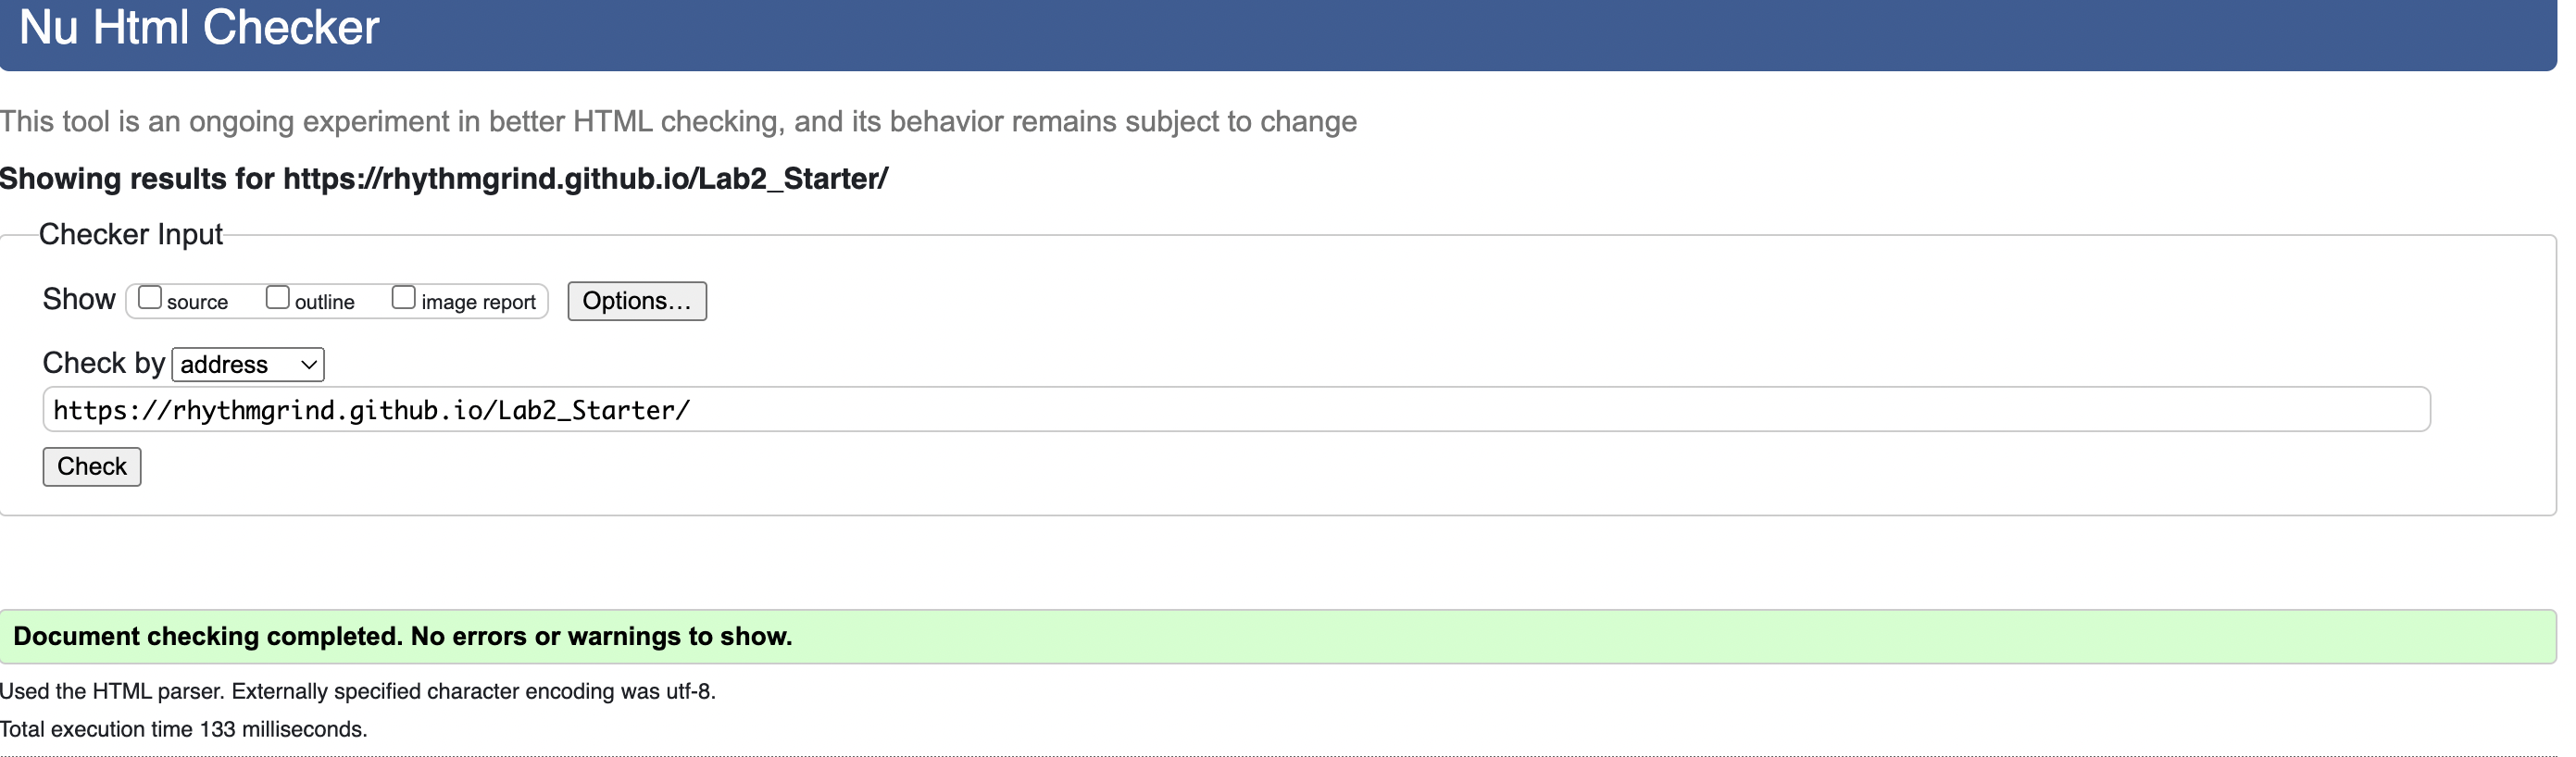 Nu Html Checker
This tool is an ongoing experiment in better HTML checking, and its behavior remains subject to change
Showing results for https://rhythmgrind.github.io/Lab2_Starter/
Checker Input
Show source outline image report Options...
Check by address
https://rhythmgrind.github.io/Lab2_Starter/
Check
Document checking completed. No errors or warnings to show.
Used the HTML parser. Externally specified character encoding was utf-8.
Total execution time 133 milliseconds.